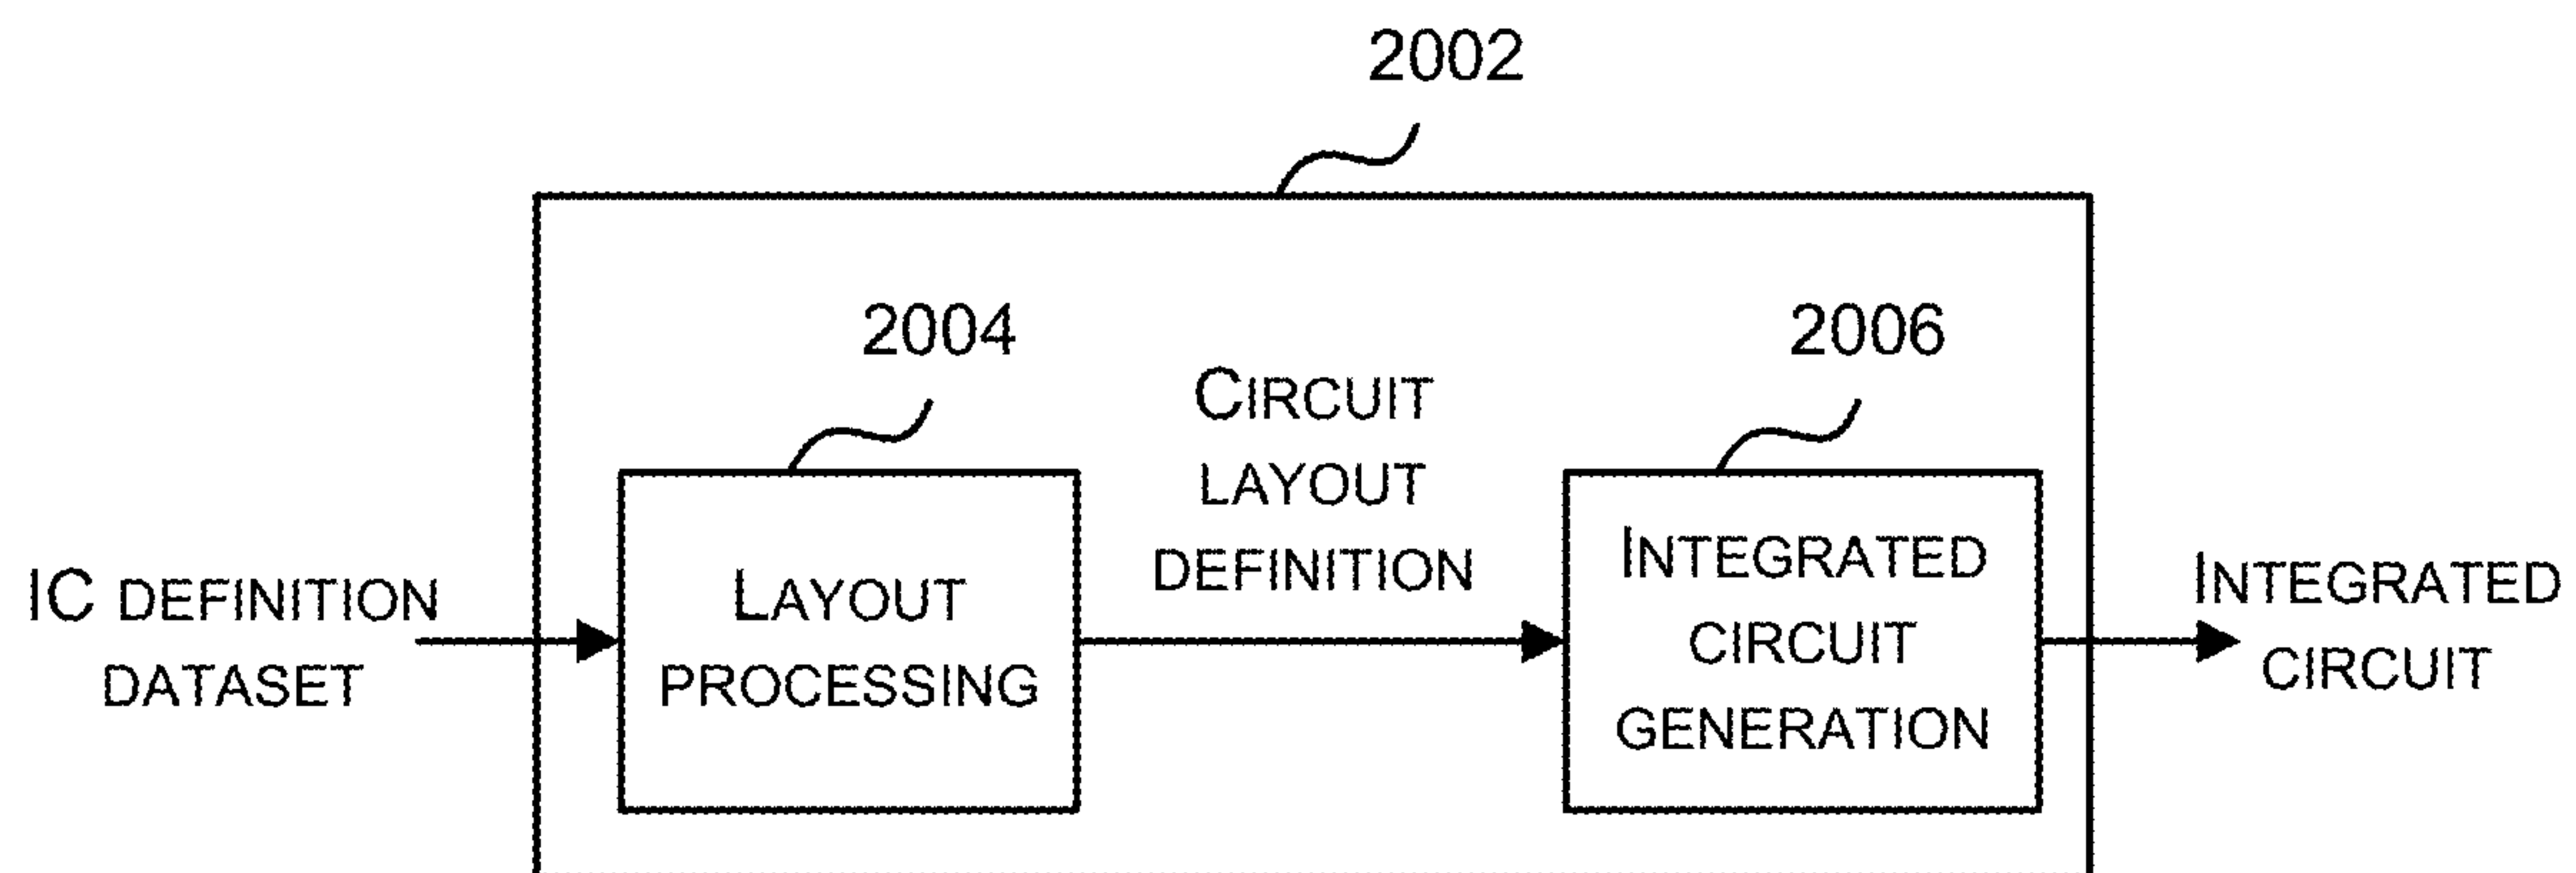 2002
2004
2006
CIRCUIT
LAYOUT
DEFINITION
IC DEFINITION
DATASET
LAYOUT
PROCESSING
INTEGRATED
CIRCUIT
GENERATION
INTEGRATED
CIRCUIT